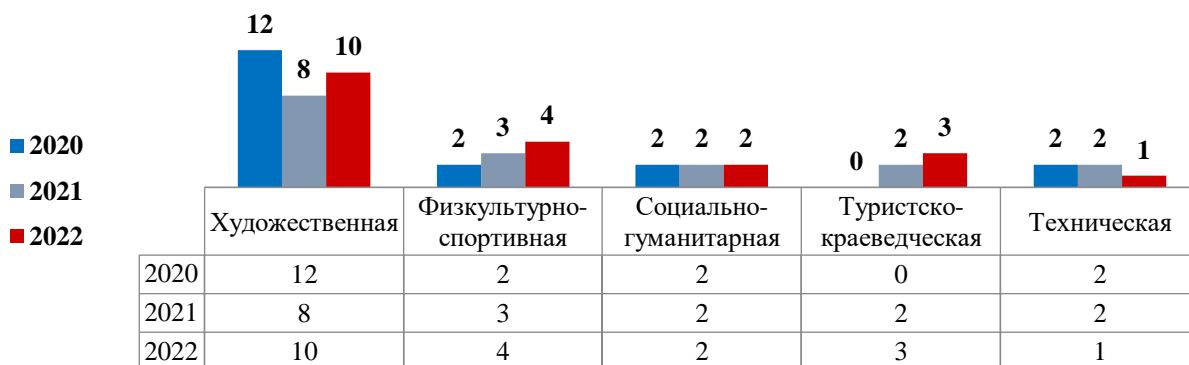 12
8
10
2
3
4
2
2
2
0
2
3
2
2
1
2020
2021
2022
Художественная
Физкультурно-
спортивная
Социально-
гуманитарная
Туристско-
краеведческая
Техническая
2020 12 2 2 0 2
2021 8 3 2 2 2
2022 10 4 2 3 1